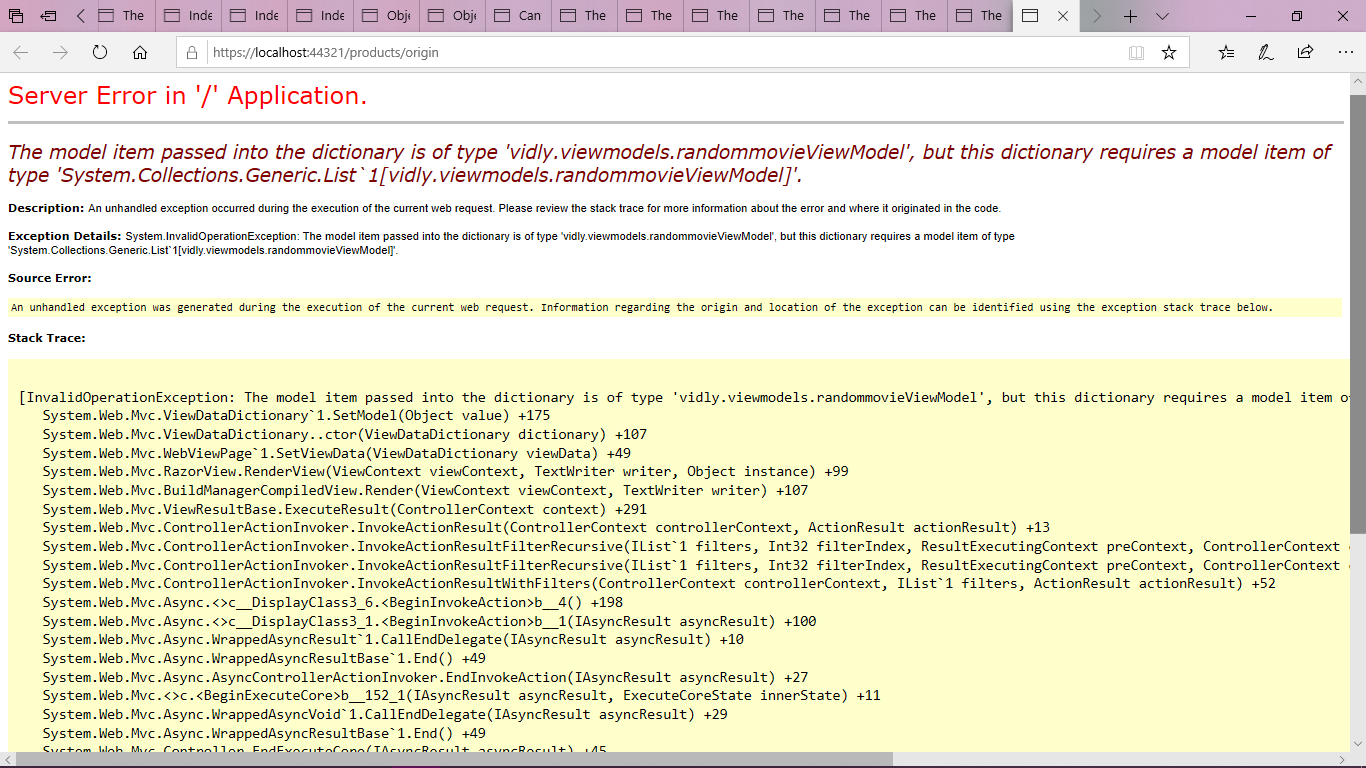 The
Inde
Inde
Inde
Obje
Obje
Can
The
The
The
The
The
The
The
https://localhost:44321/products/origin
Server Error in '/' Application.
The model item passed into the dictionary is of type 'vidly.viewmodels.randommovieViewModel', but this dictionary requires a model item of
type 'System.Collections.Generic.List`1[vidly.viewmodels.randommovieViewModel]'.
Description: An unhandled exception occurred during the execution of the current web request. Please review the stack trace for more information about the error and where it originated in the code.
Exception Details: System.InvalidOperationException: The model item passed into the dictionary is of type 'vidly.viewmodels.randommovieViewModel', but this dictionary requires a model item of type
'System.Collections.Generic.List`1[vidly.viewmodels.randommovieViewModel]'.
Source Error:
An unhandled exception was generated during the execution of the current web request. Information regarding the origin and location of the exception can be identified using the exception stack trace below.
Stack Trace:
[InvalidOperationException: The model item passed into the dictionary is of type 'vidly.viewmodels.randommovieViewModel', but this dictionary requires a model item o
System.Web.Mvc.ViewDataDictionary`1.SetModel(Object value) +175
System.Web.Mvc.ViewDataDictionary..ctor(ViewDataDictionary dictionary) +107
System.Web.Mvc.WebViewPage`1.SetViewData(ViewDataDictionary viewData) +49
System.Web.Mvc.RazorView.RenderView(ViewContext viewContext, TextWriter writer, Object instance) +99
System.Web.Mvc.BuildManagerCompiledView.Render(ViewContext viewContext, TextWriter writer) +107
System.Web.Mvc.ViewResultBase.ExecuteResult(ControllerContext context) +291
System.Web.Mvc.ControllerActionInvoker.InvokeActionResult(ControllerContext controllerContext, ActionResult actionResult) +13
System.Web.Mvc.ControllerActionInvoker.InvokeActionResultFilterRecursive(IList`1 filters, Int32 filterIndex, ResultExecutingContext preContext, ControllerContext
System.Web.Mvc.ControllerActionInvoker.InvokeActionResultFilterRecursive(IList`1 filters, Int32 filterIndex, ResultExecutingContext preContext, ControllerContext
System.Web.Mvc.ControllerActionInvoker.InvokeActionResultWithFilters(ControllerContext controllerContext, IList`1 filters, ActionResult actionResult) +52
System.Web.Mvc.Async.<>c__DisplayClass3_6.<BeginInvokeAction>b__4() +198
System.Web.Mvc.Async.<>c__DisplayClass3_1.<BeginInvokeAction>b__1(IAsyncResult asyncResult) +100
System.Web.Mvc.Async.WrappedAsyncResult`1.CallEndDelegate(IAsyncResult asyncResult) +10
System.Web.Mvc.Async.WrappedAsyncResultBase`1.End() +49
System.Web.Mvc.Async.AsyncControllerActionInvoker.EndInvokeAction(IAsyncResult asyncResult) +27
System.Web.Mvc.<>c.<BeginExecuteCore>b__152_1(IAsyncResult asyncResult, ExecuteCoreState innerState) +11
System.Web.Mvc.Async.WrappedAsyncVoid`1.CallEndDelegate(IAsyncResult asyncResult) +29
System.Web.Mvc.Async.WrappedAsyncResultBase`1.End() +49
System.Web.Mvc.Controller.EndExecuteCore(IAsyncResult asyncResult) +45